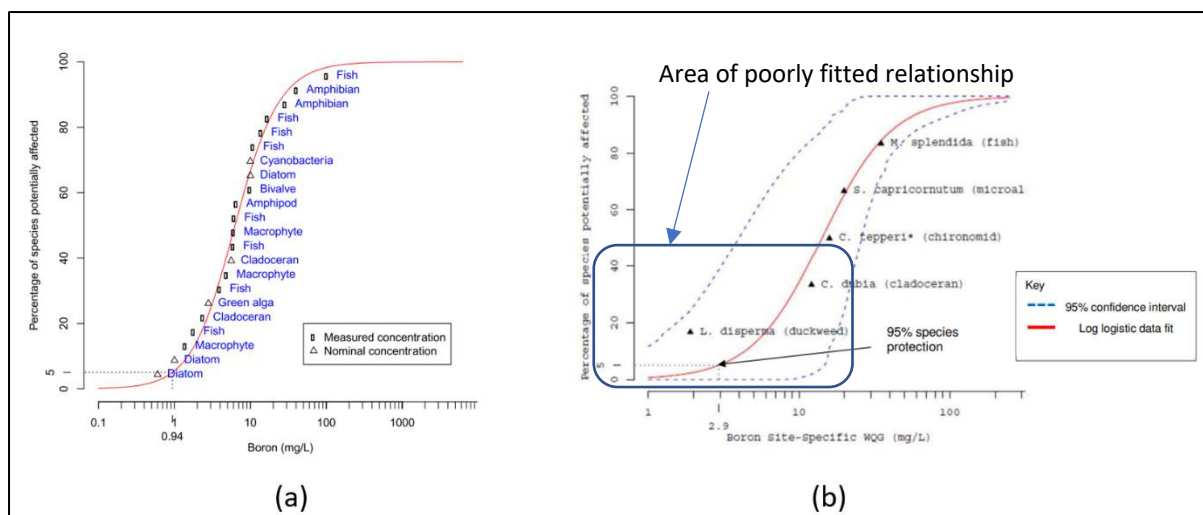 Percentage of species potentially affected
100
80
60
40
20
5
0
Fish
Amphibian
Amphibian
Fish
Fish
Fish
Cyanobacteria
Diatom
Bivalve
Amphipod
Fish
Macrophyte
Fish
Cladoceran
Macrophyte
Fish
Green alga
Cladoceran
Fish
Macrophyte
Diatom
Diatom
Measured concentration
Nominal concentration
0.1
1
10
100
1000
0.94
Boron (mg/L)
(a)
Area of poorly fitted relationship
Percentage of species potentially affected
100
80
60
40
20
5
0
M. splendida (fish)
S. capricornutum (microal
C. tepperi* (chironomid)
C. dubia (cladoceran)
L. disperma (duckweed)
95% species
protection
1
10
100
2.9
Boron Site-Specific WQG (mg/L)
(b)
Key
95% confidence interval
Log logistic data fit